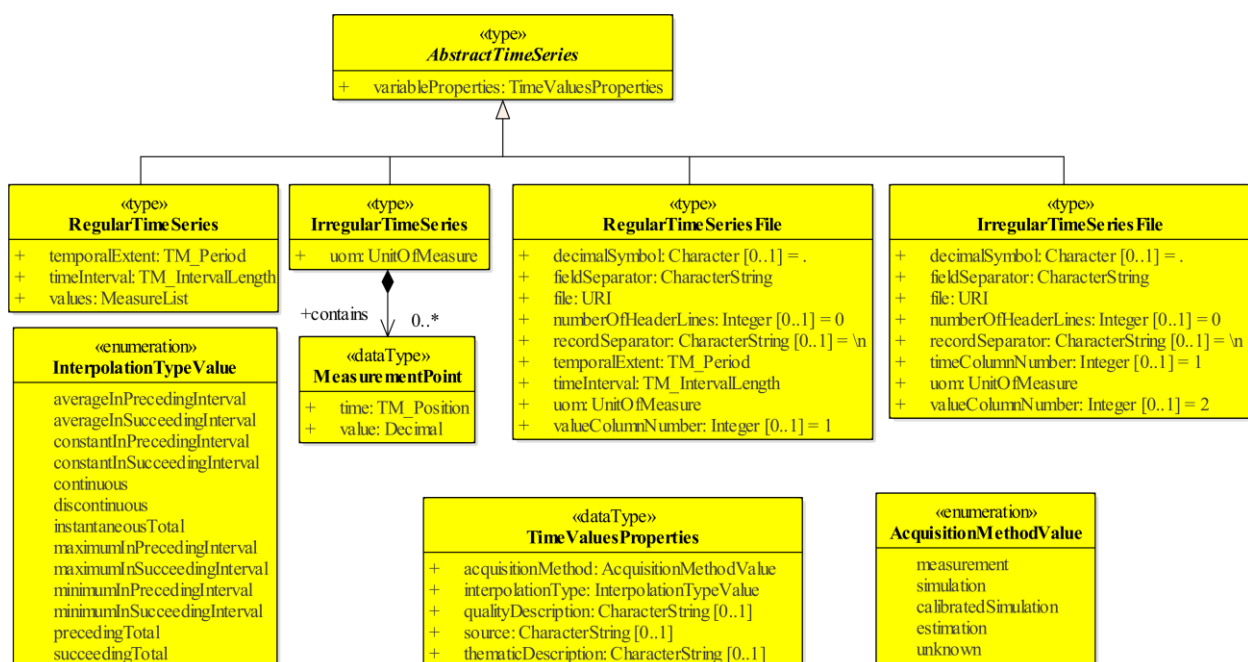 «type»
AbstractTimeSeries
+ variableProperties: TimeValuesProperties
«type»
RegularTimeSeries
+ temporalExtent: TM_Period
+ timeInterval: TM_IntervalLength
+ values: MeasureList
«type»
IrregularTimeSeries
+ uom: UnitOfMeasure
+contains
0..*
«dataType»
MeasurementPoint
+ time: TM_Position
+ value: Decimal
«type»
RegularTimeSeriesFile
+ decimalSymbol: Character [0..1] = .
+ fieldSeparator: CharacterString
+ file: URI
+ numberOfHeaderLines: Integer [0..1] = 0
+ recordSeparator: CharacterString [0..1] = \n
+ temporalExtent: TM_Period
+ timeInterval: TM_IntervalLength
+ uom: UnitOfMeasure
+ valueColumnNumber: Integer [0..1] = 1
«type»
IrregularTimeSeriesFile
+ decimalSymbol: Character [0..1] = .
+ fieldSeparator: CharacterString
+ file: URI
+ numberOfHeaderLines: Integer [0..1] = 0
+ recordSeparator: CharacterString [0..1] = \n
+ timeColumnNumber: Integer [0..1] = 1
+ uom: UnitOfMeasure
+ valueColumnNumber: Integer [0..1] = 2
«enumeration»
InterpolationTypeValue
averageInPrecedingInterval
averageInSucceedingInterval
constantInPrecedingInterval
constantInSucceedingInterval
continuous
discontinuous
instantaneousTotal
maximumInPrecedingInterval
maximumInSucceedingInterval
minimumInPrecedingInterval
minimumInSucceedingInterval
precedingTotal
succeedingTotal
«dataType»
TimeValuesProperties
+ acquisitionMethod: AcquisitionMethodValue
+ interpolationType: InterpolationTypeValue
+ qualityDescription: CharacterString [0..1]
+ source: CharacterString [0..1]
+ thematicDescription: CharacterString [0..1]
«enumeration»
AcquisitionMethodValue
measurement
simulation
calibratedSimulation
estimation
unknown